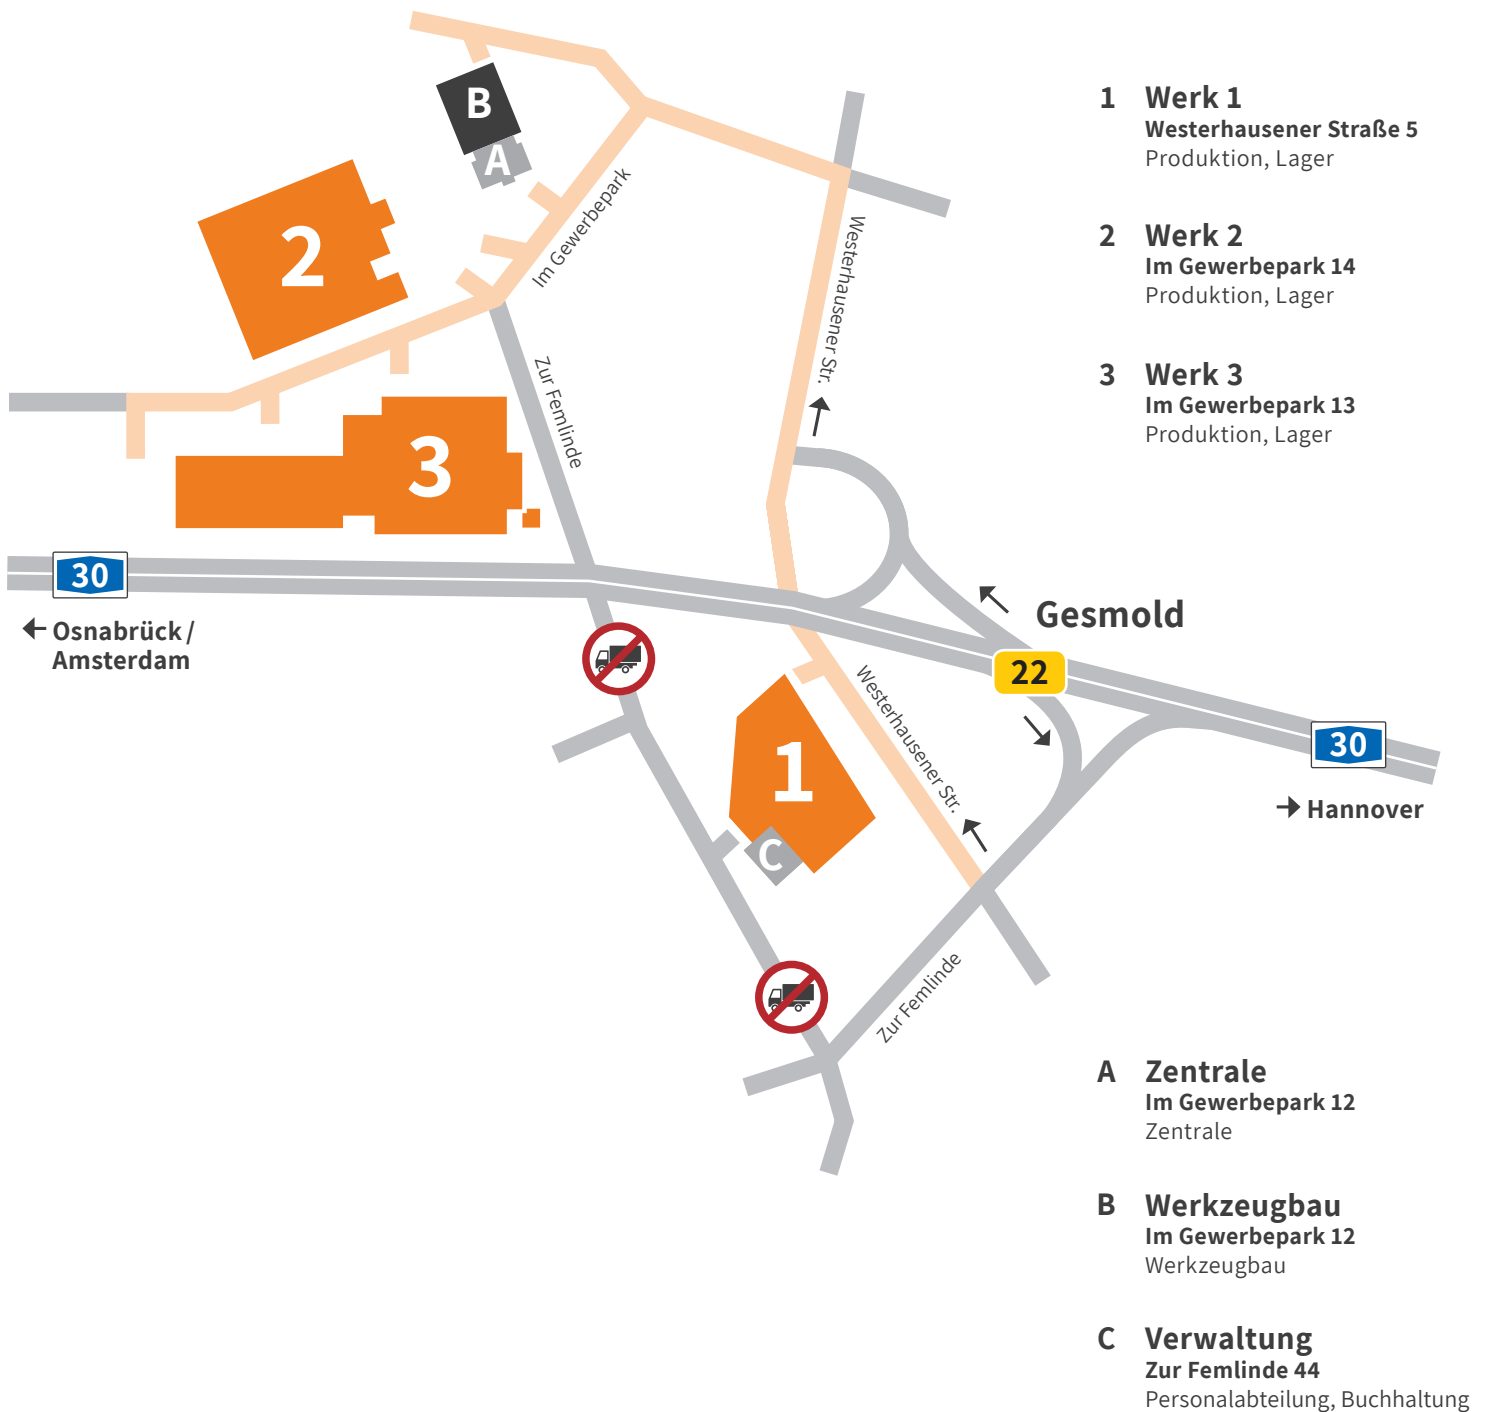 B
A
2
3
Im Gewerbepark
Zur Femlinde
Westerhausener Str.
30
← Osnabrück /
Amsterdam
Gesmold
22
Westerhausener Str.
1
C
30
→ Hannover
Zur Femlinde
1 Werk 1
Westerhausener Straße 5
Produktion, Lager
2 Werk 2
Im Gewerbepark 14
Produktion, Lager
3 Werk 3
Im Gewerbepark 13
Produktion, Lager
A Zentrale
Im Gewerbepark 12
Zentrale
B Werkzeugbau
Im Gewerbepark 12
Werkzeugbau
C Verwaltung
Zur Femlinde 44
Personalabteilung, Buchhaltung